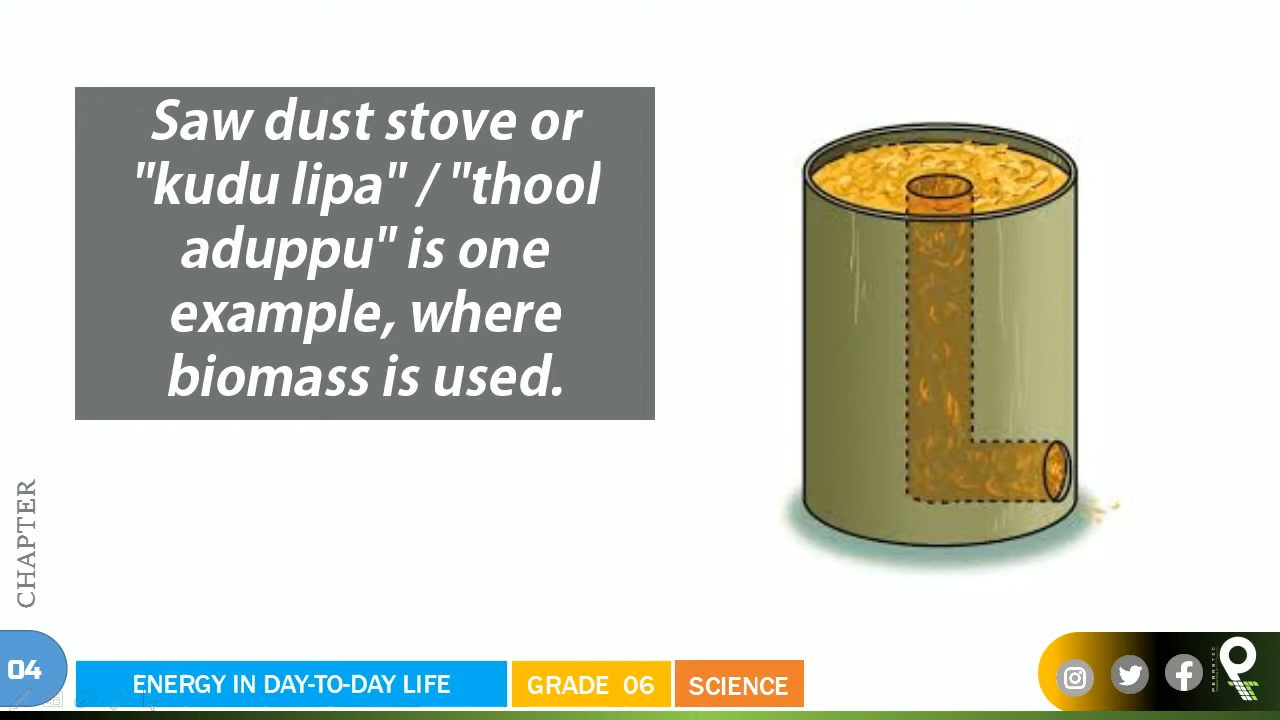 Saw dust stove or
"kudu lipa" / "thool
aduppu" is one
example, where
biomass is used.
CHAPTER
04
ENERGY IN DAY-TO-DAY LIFE
GRADE 06
SCIENCE